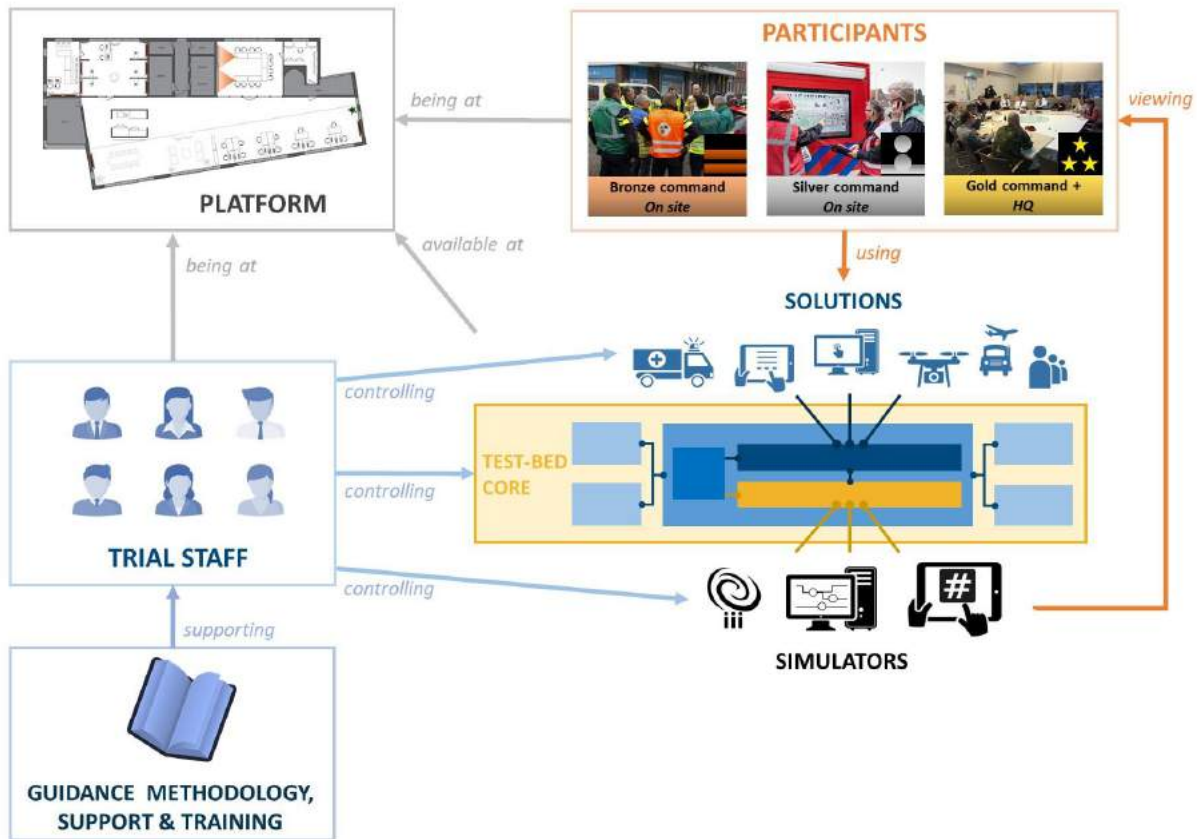 PARTICIPANTS
being at
viewing
Bronze command
On site
Silver command
On site
Gold command +
HQ
PLATFORM
available at
using
being at
SOLUTIONS
controlling
TEST-BED
CORE
controlling
TRIAL STAFF
controlling
#
supporting
SIMULATORS
GUIDANCE METHODOLOGY,
SUPPORT & TRAINING